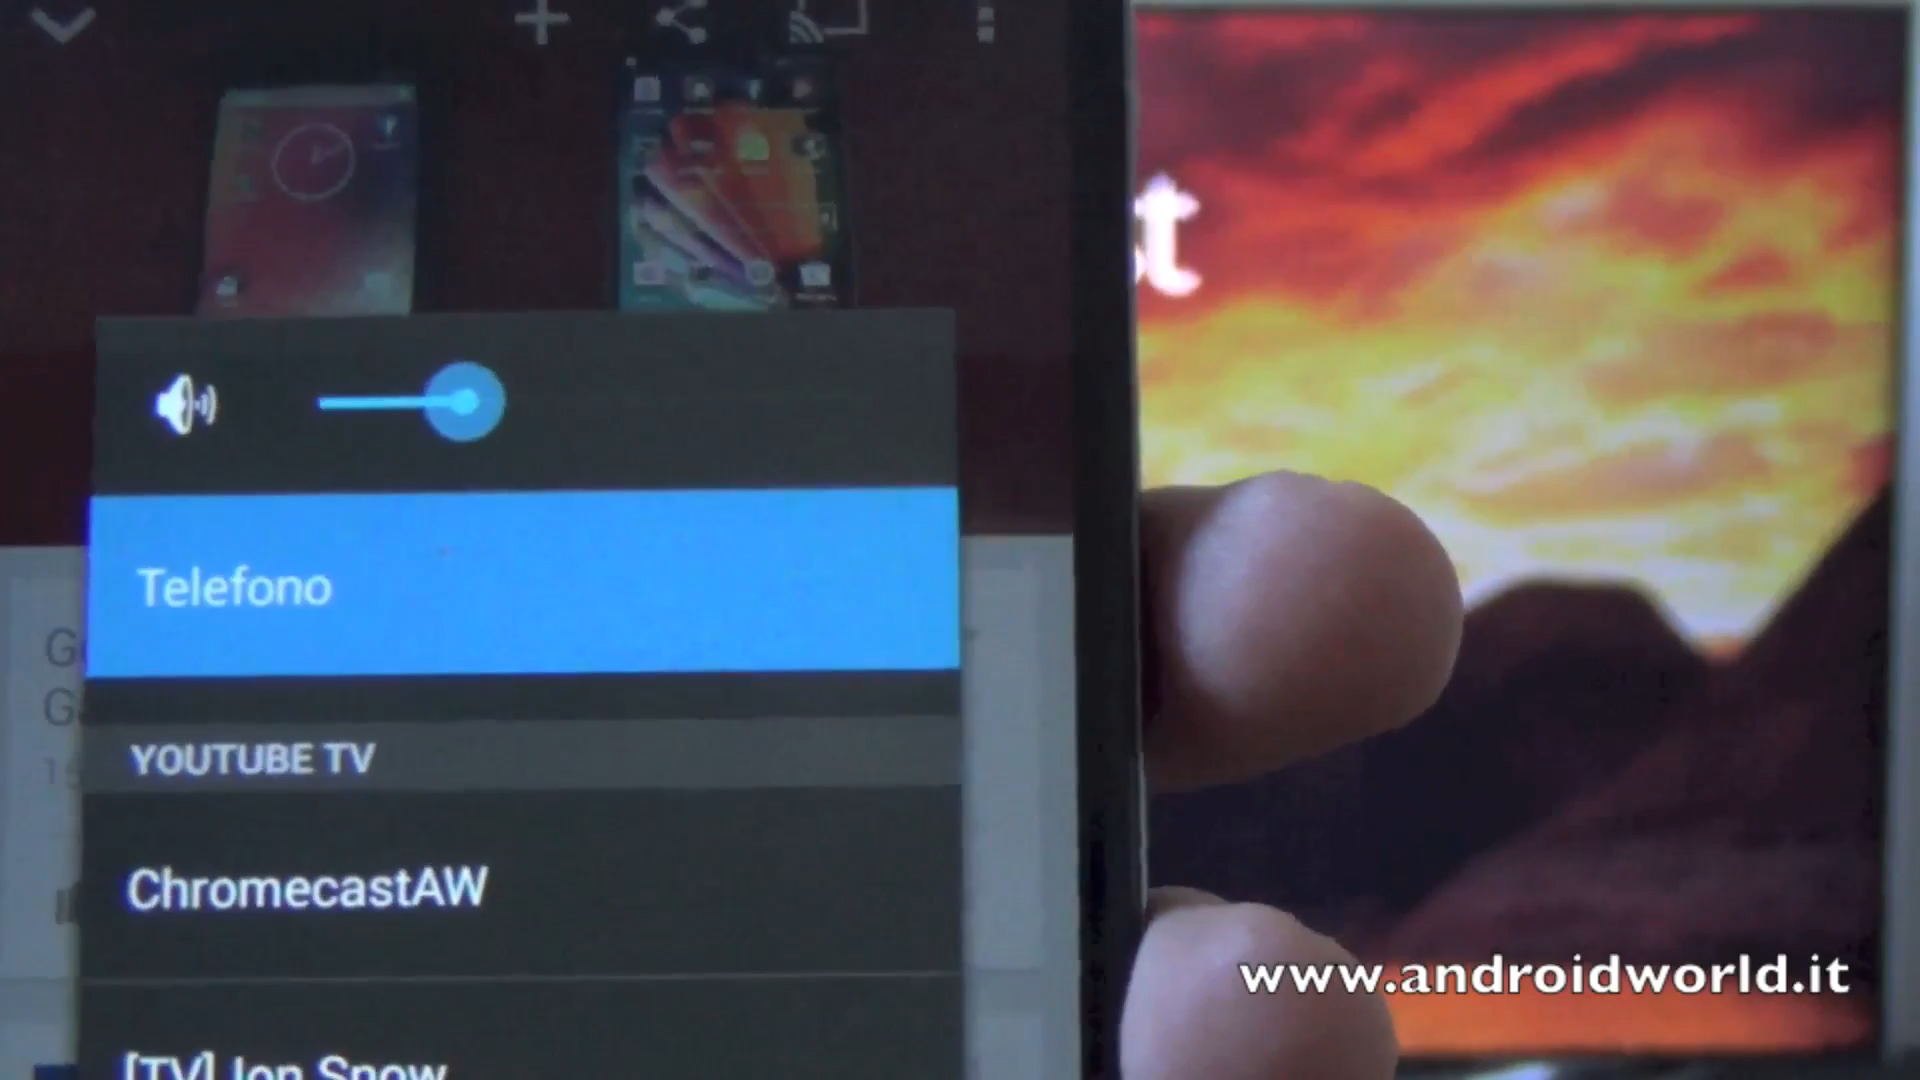 t
Telefono
G
G
YOUTUBE TV
ChromecastAW
[TV] Jon Snow
www.androidworld.it